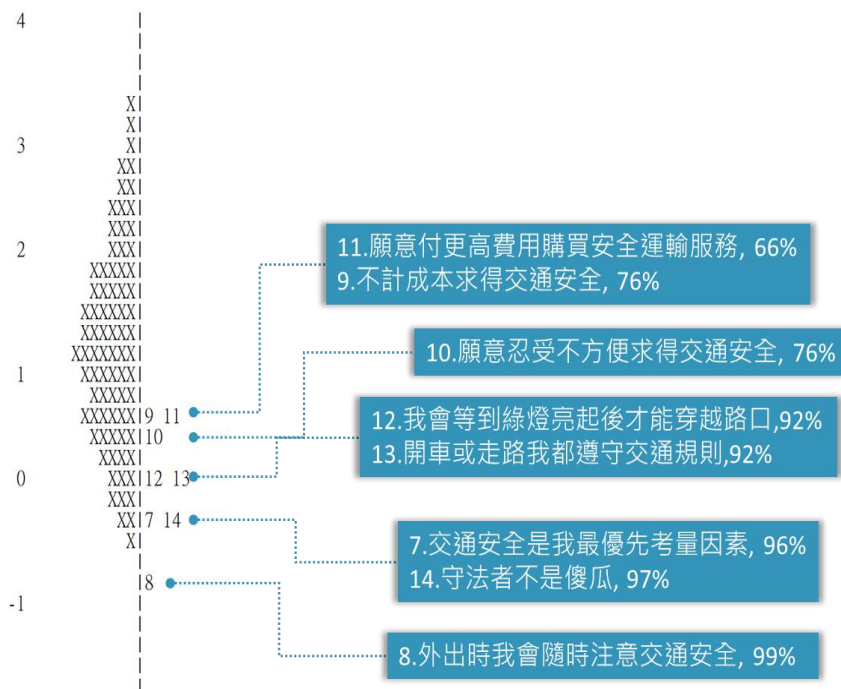 4
X|
X|
3 X|
XX|
XX|
XXX|
XXX|
2 XXX|
XXXXX|
XXXXX|
XXXXXX|
XXXXXX|
XXXXXXX|
1 XXXXXX|
XXXXX|
XXXXXX|9 11
XXXXX|10
XXXX|
0 XXX|12 13
XXX|
XX|7 14
X|
|8
-1
11.願意付更高費用購買安全運輸服務, 66%
9.不計成本求得交通安全, 76%
10.願意忍受不方便求得交通安全, 76%
12.我會等到綠燈亮起後才能穿越路口,92%
13.開車或走路我都遵守交通規則,92%
7.交通安全是我最優先考量因素, 96%
14.守法者不是傻瓜, 97%
8.外出時我會隨時注意交通安全, 99%